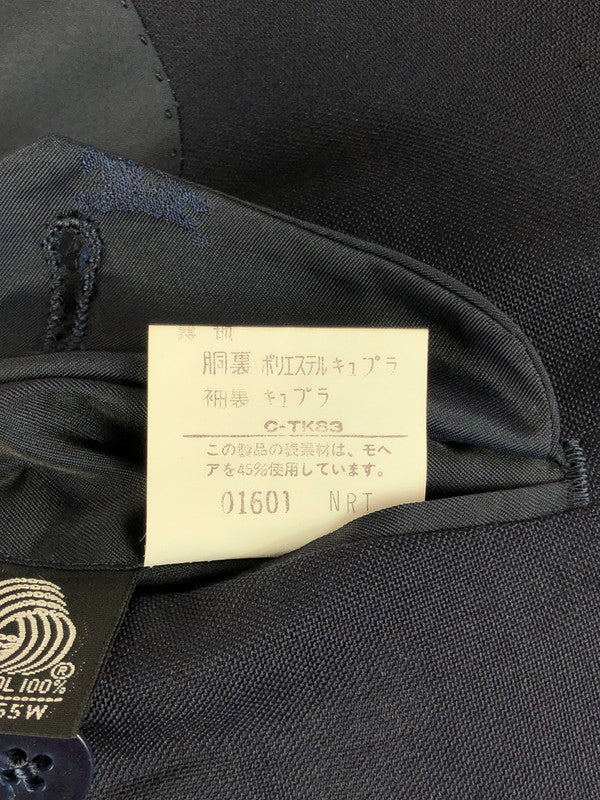 裏地
胴裏 ポリエステルキュプラ
袖裏 キュプラ
C-TK83
この製品の表素材は、モヘ
アを45%使用しています。
01601 NRT
®
OL 100%
55W